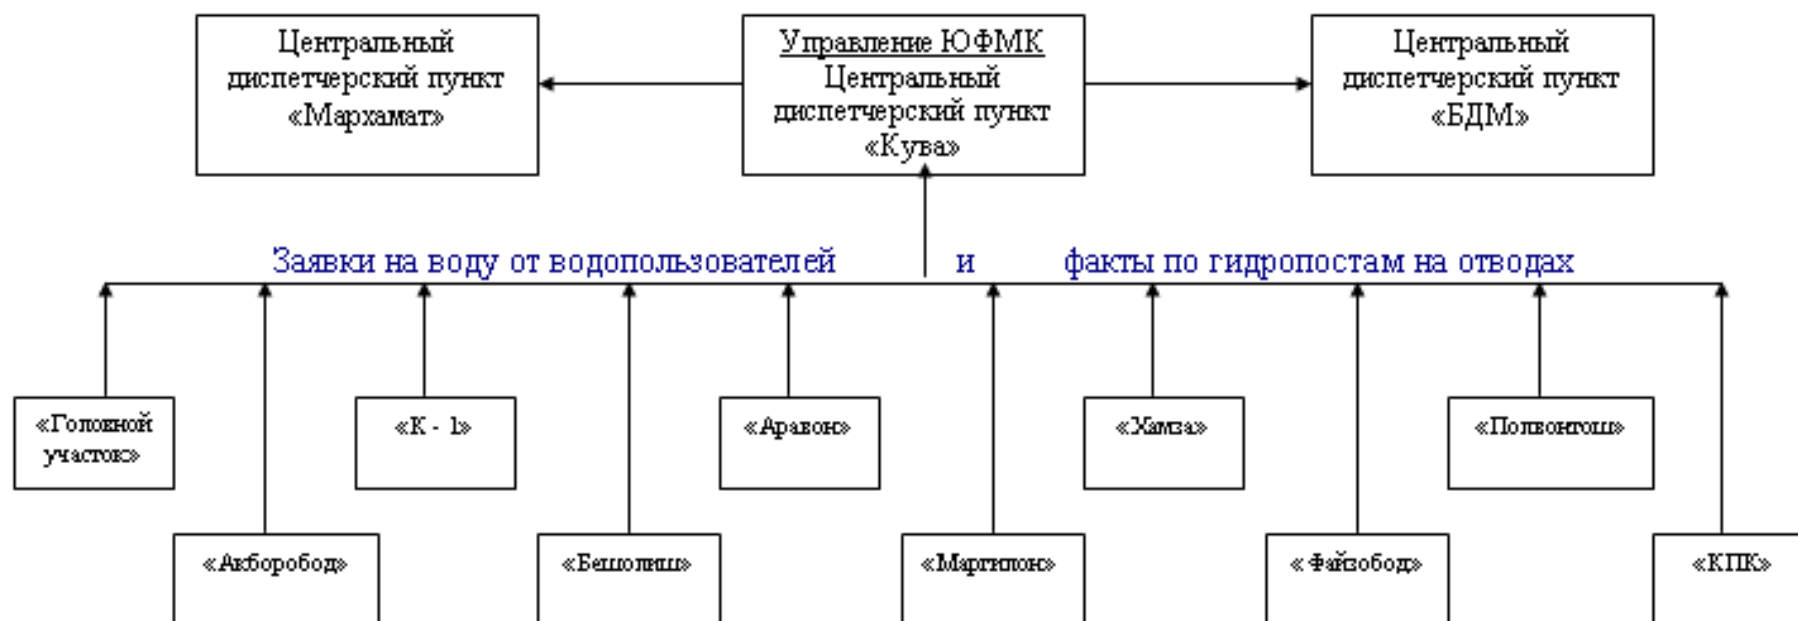 Центральный
диспетчерский пункт
«Мархамат»
Управление ЮФМК
Центральный
диспетчерский пункт
«Кува»
Центральный
диспетчерский пункт
«БДМ»
Заявки на воду от водопользователей и факты по гидропостам на отводах
«Головной
участок»
«К - 1»
«Аравон»
«Хамза»
«Полвонтош»
«Акборобод»
«Бешолиш»
«Маргилон»
«Файзобод»
«КПК»